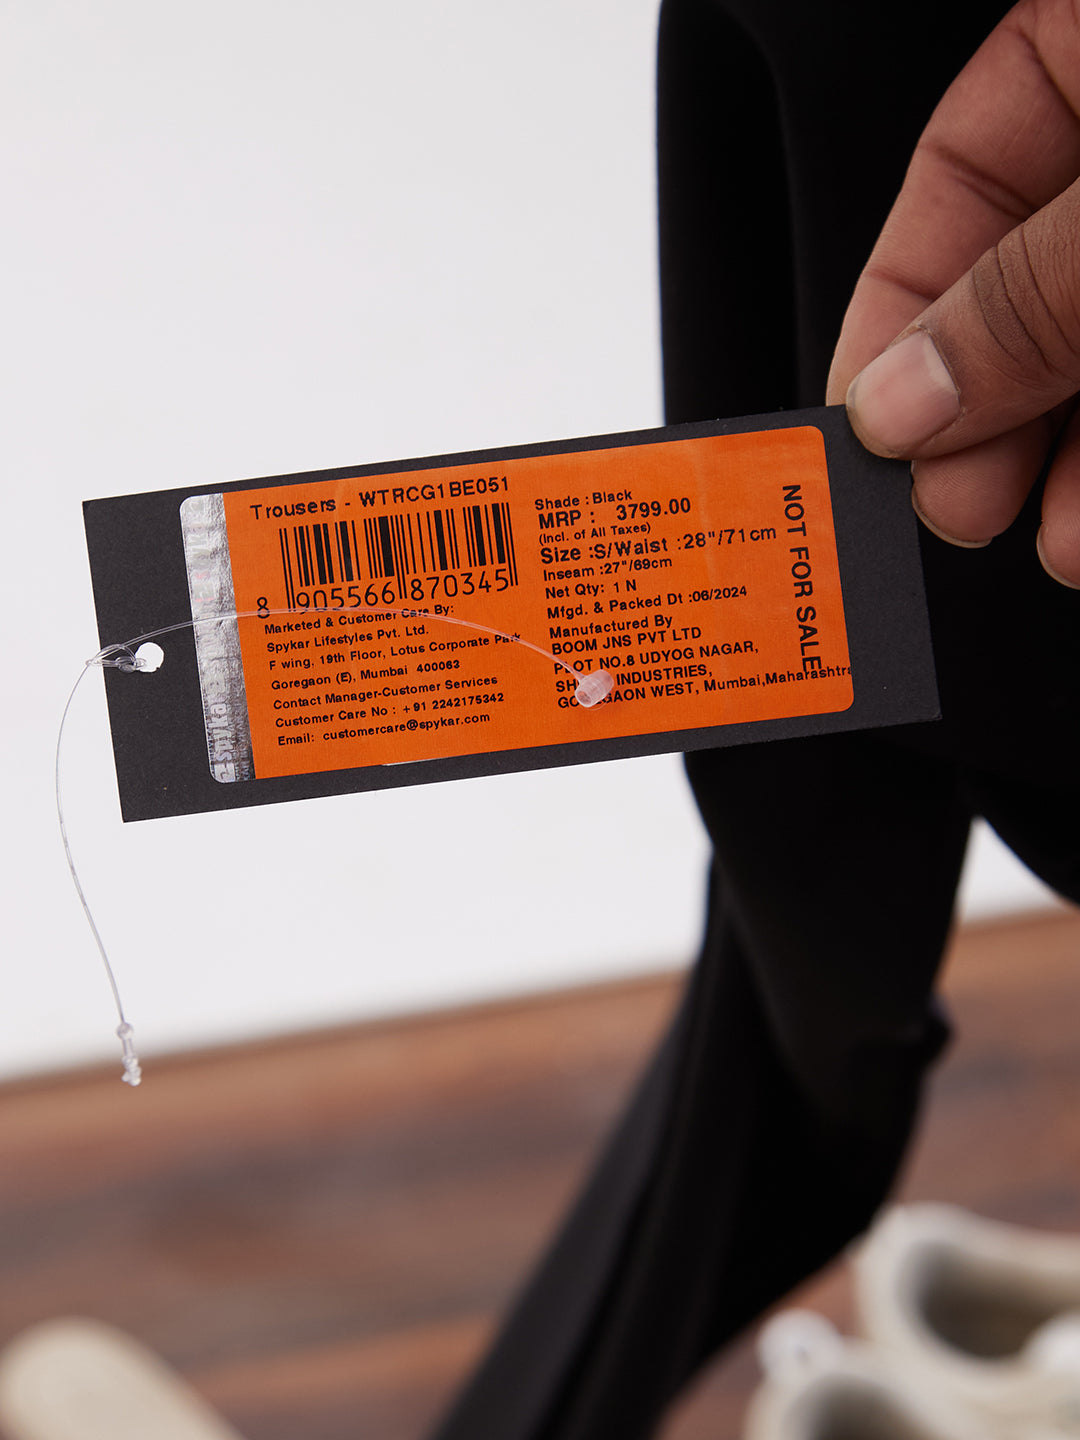 Trousers - WTRCG1BE051
8 905566 870345
Marketed & Customer Care By:
Spykar Lifestyles Pvt. Ltd.
F wing, 19th Floor, Lotus Corporate Park
Goregaon (E), Mumbai 400063
Contact Manager-Customer Services
Customer Care No : +91 2242175342
Email: customercare@spykar.com
Shade : Black
MRP : 3799.00
(Incl. of All Taxes)
Size :S/Waist :28"/71cm
Inseam :27"/69cm
Net Qty: 1 N
Mfgd. & Packed Dt :06/2024
Manufactured By
BOOM JNS PVT LTD
PLOT NO.8 UDYOG NAGAR,
INDUSTRIES,
WEST, Mumbai,Maharashtra
NOT FOR SALE
spykar